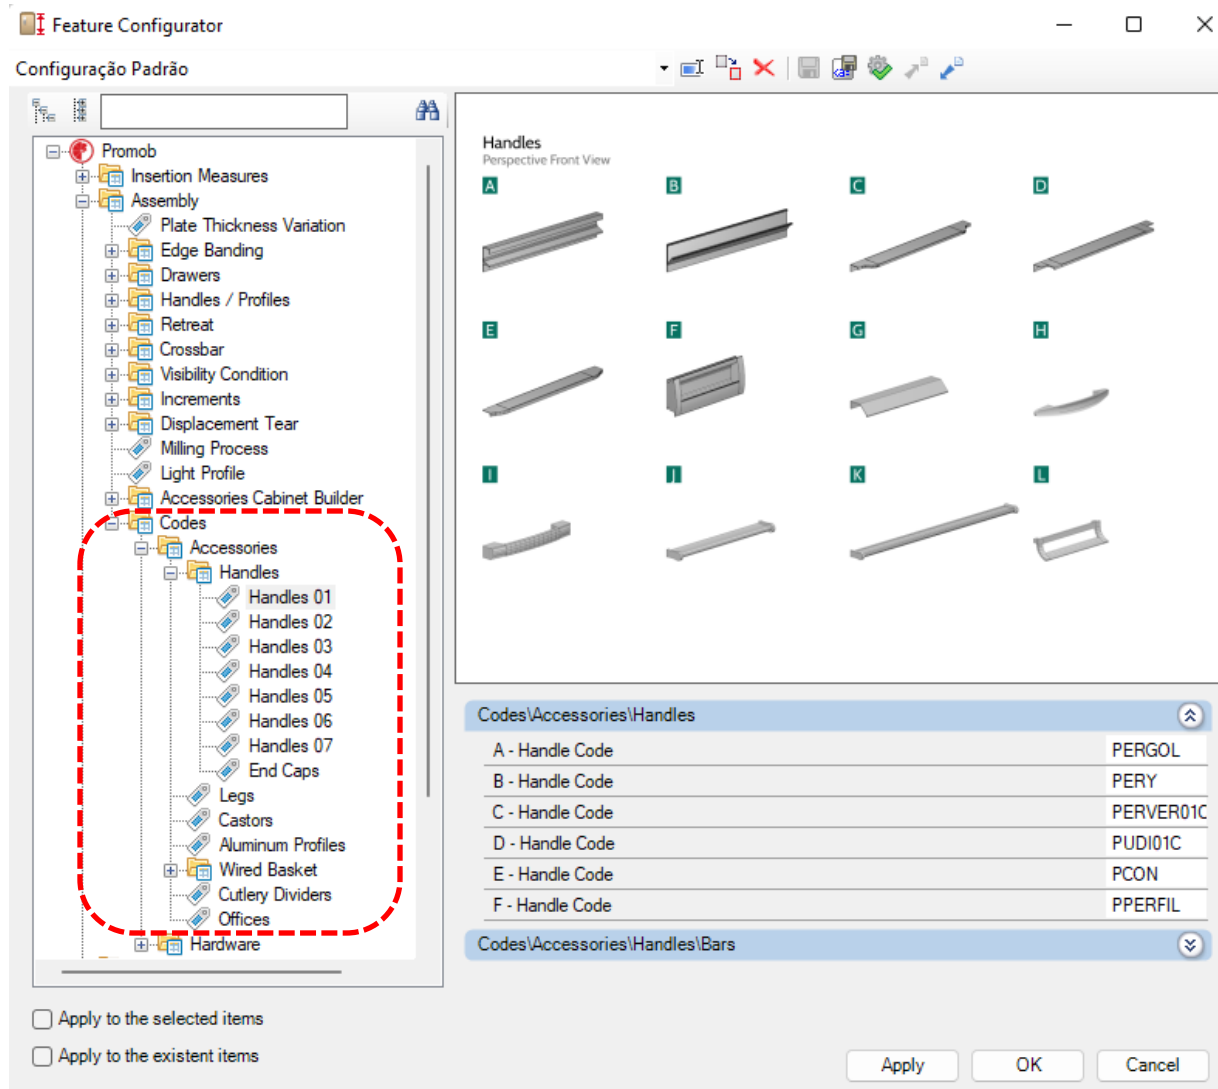 Feature Configurator
Configuração Padrão
Promob
Insertion Measures
Assembly
Plate Thickness Variation
Edge Banding
Drawers
Handles / Profiles
Retreat
Crossbar
Visibility Condition
Increments
Displacement Tear
Milling Process
Light Profile
Accessories Cabinet Builder
Codes
Accessories
Handles
Handles 01
Handles 02
Handles 03
Handles 04
Handles 05
Handles 06
Handles 07
End Caps
Legs
Castors
Aluminum Profiles
Wired Basket
Cutlery Dividers
Offices
Hardware
Handles
Perspective Front View
A B C D
E F G H
I J K L
Codes\Accessories\Handles
A - Handle Code PERGOL
B - Handle Code PERY
C - Handle Code PERVER01C
D - Handle Code PUDI01C
E - Handle Code PCON
F - Handle Code PPERFIL
Codes\Accessories\Handles\Bars
Apply to the selected items
Apply to the existent items
Apply OK Cancel